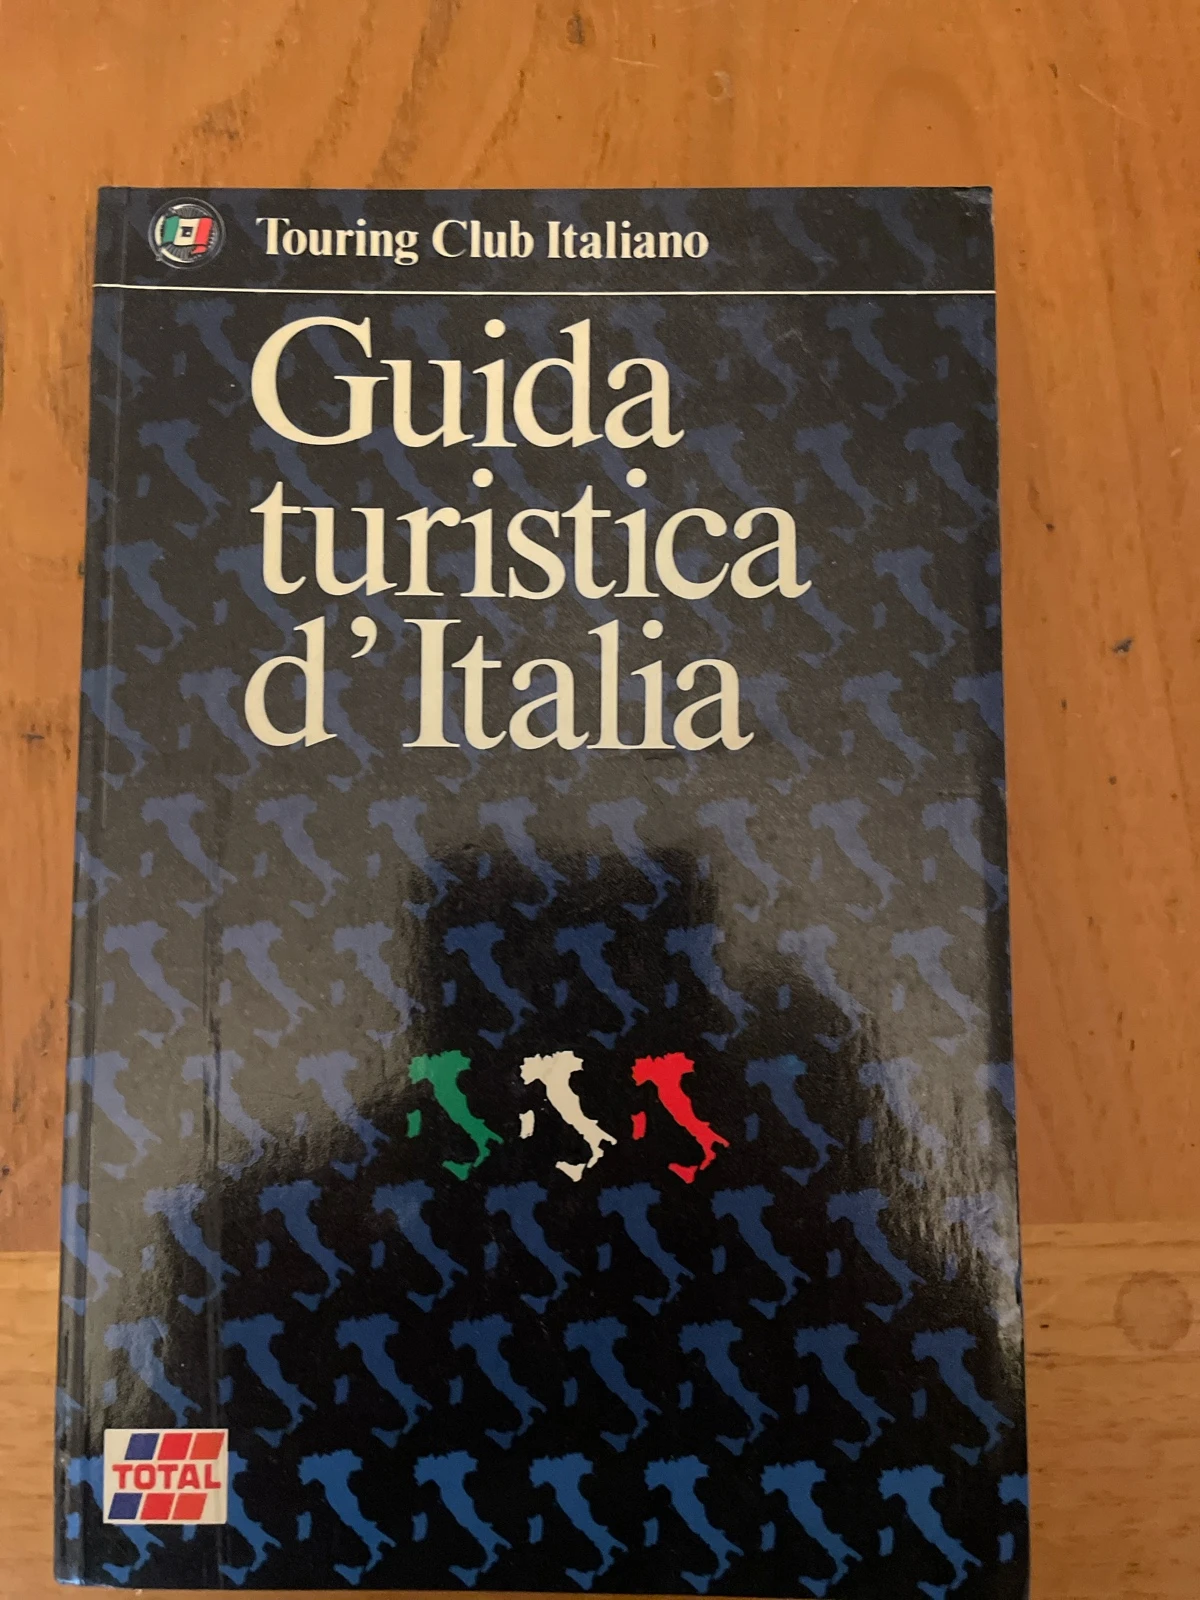 Touring Club Italiano
Guida
turistica
d'Italia
TOTAL